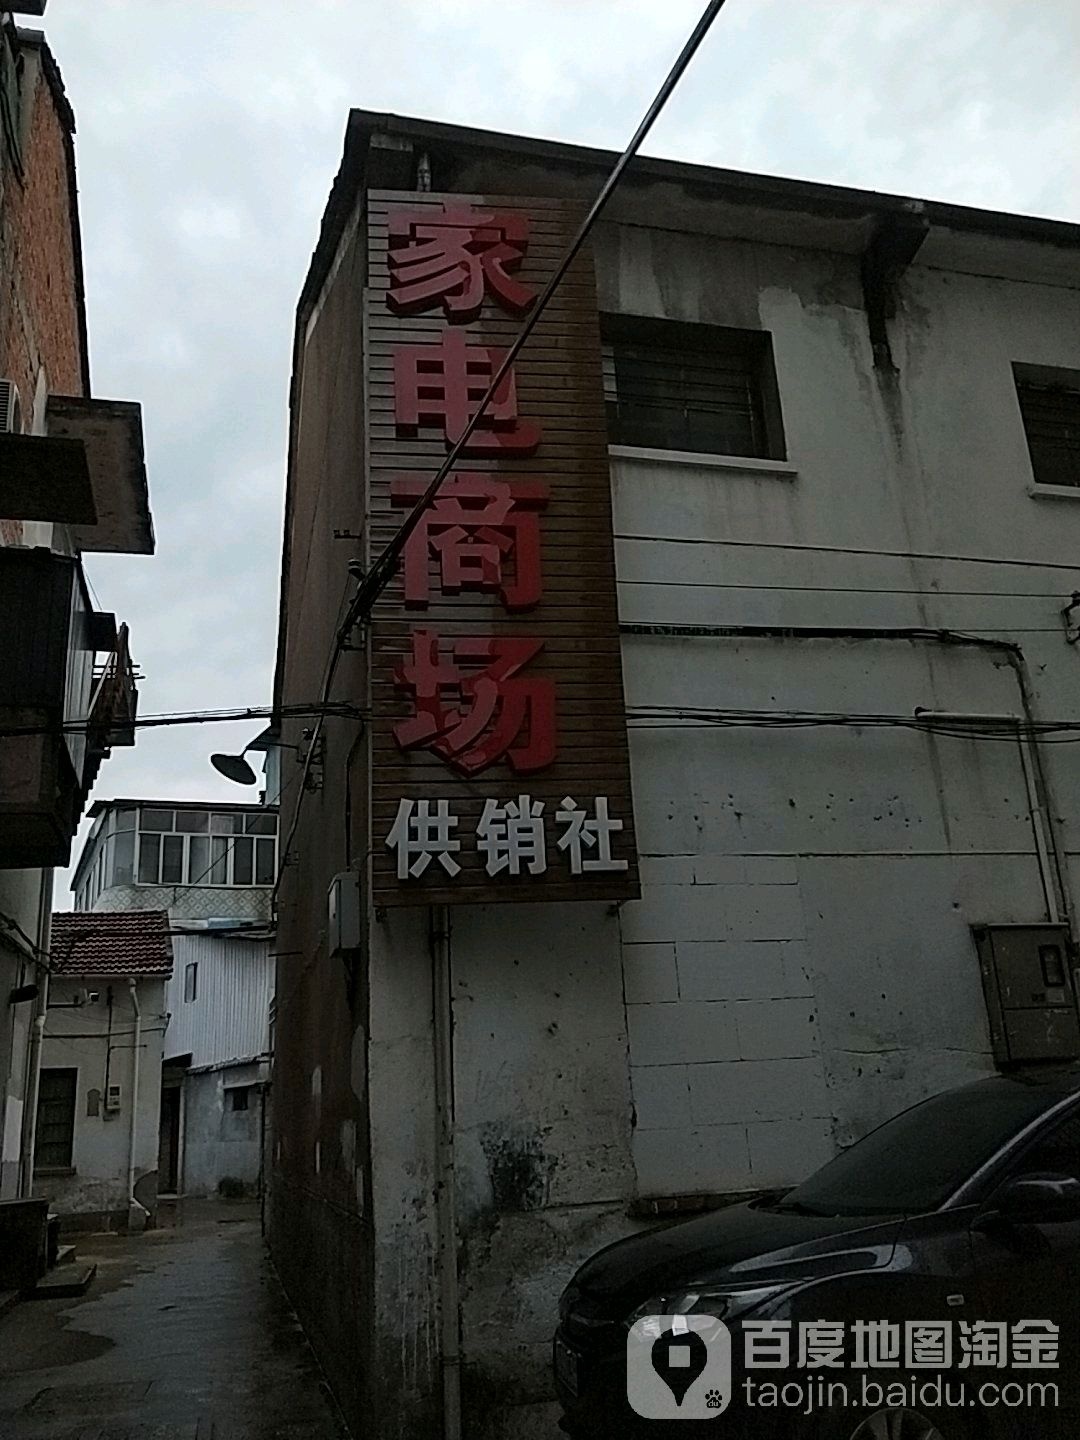 家电商场
供销社
百度地图淘金
taojin.baidu.com